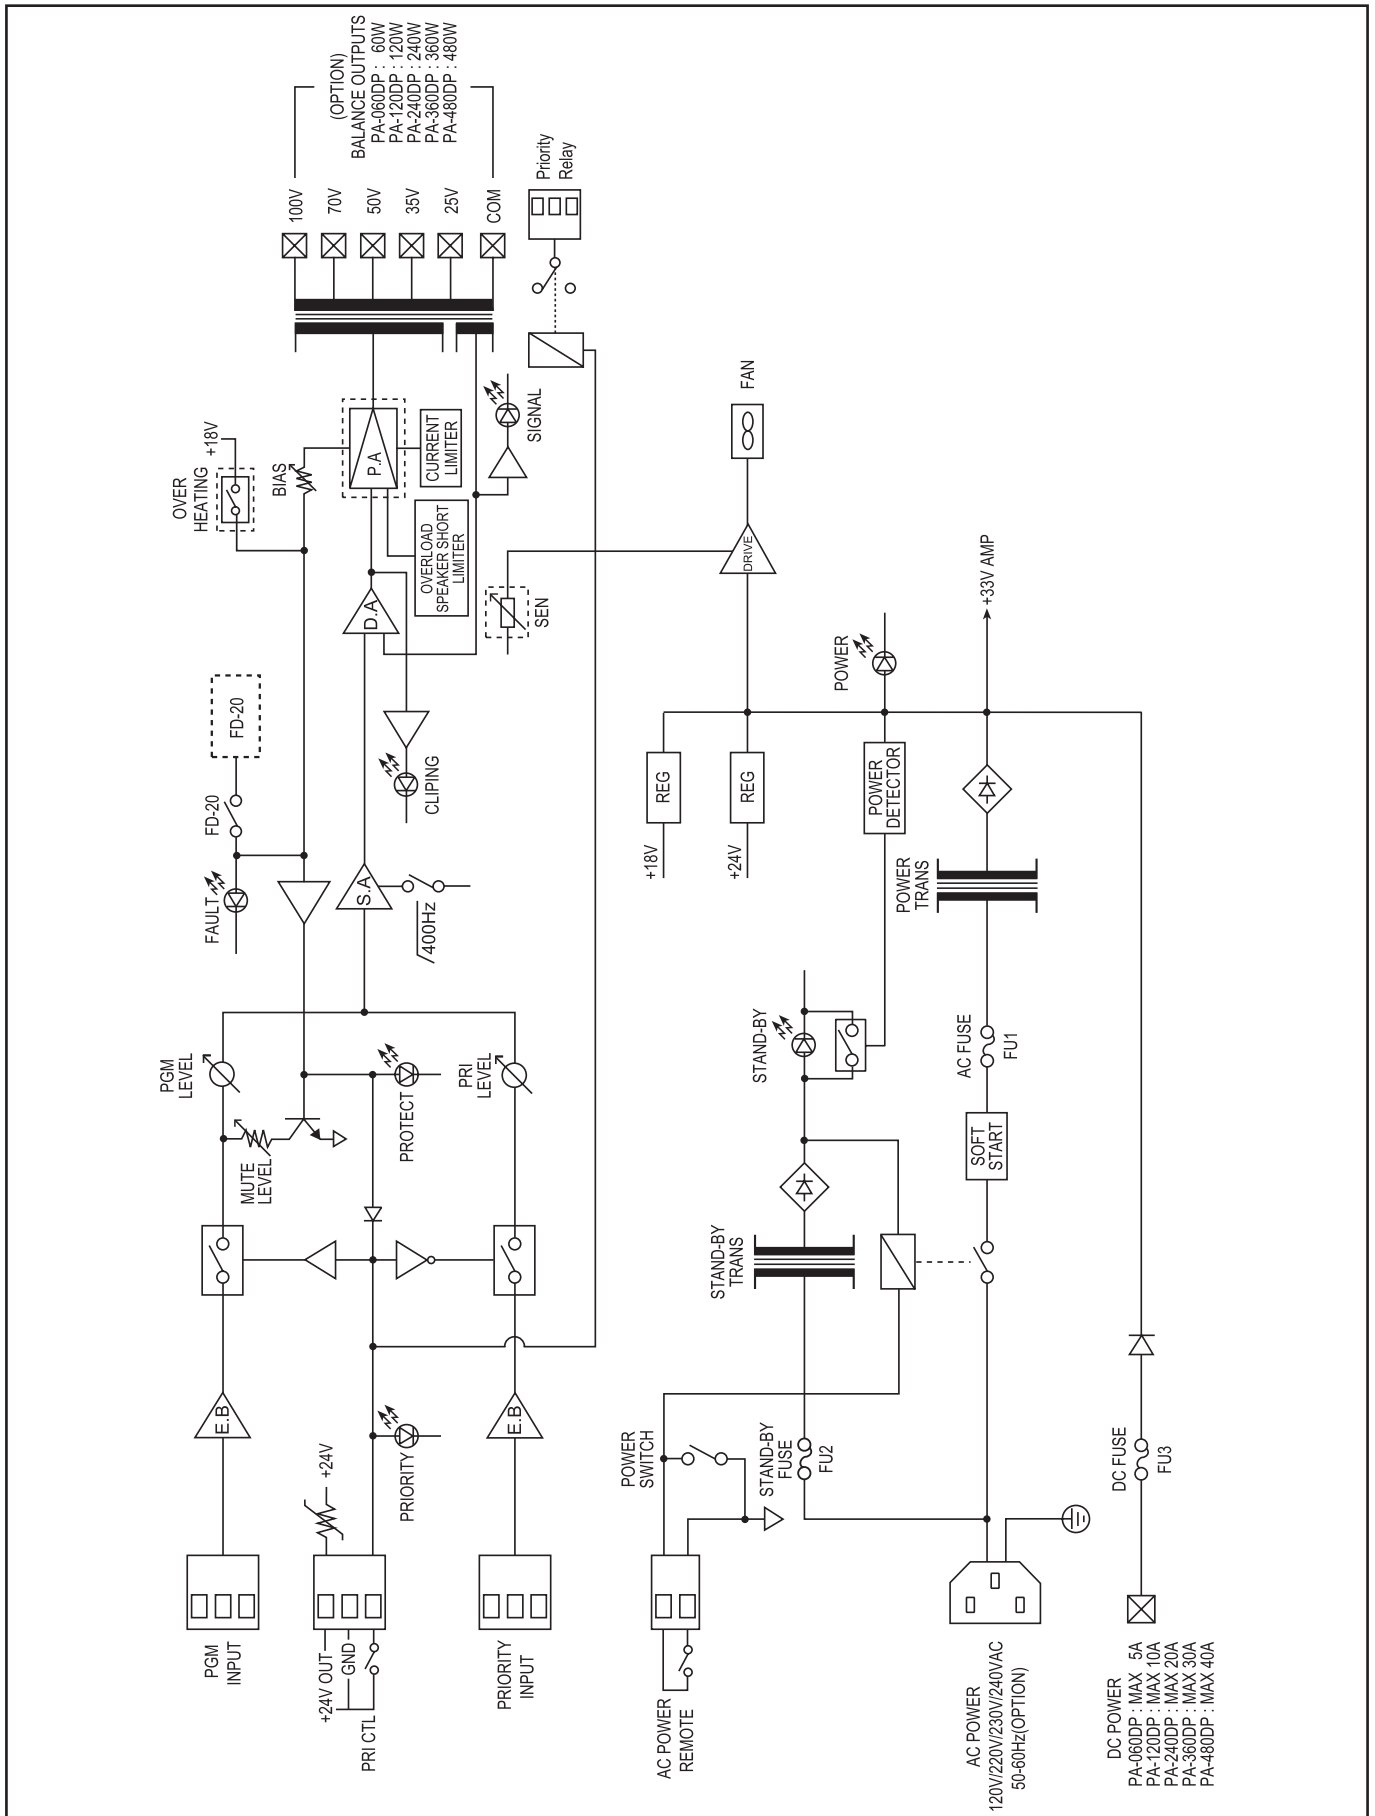 (OPTION)
BALANCE OUTPUTS
PA-060DP : 60W
PA-120DP : 120W
PA-240DP : 240W
PA-360DP : 360W
PA-480DP : 480W
100V
70V
50V
35V
25V
COM
Priority
Relay
OVER
HEATING
+18V
BIAS
P.A
CURRENT
LIMITER
SIGNAL
OVERLOAD
SPEAKER SHORT
LIMITER
D.A
SEN
FAN
DRIVE
+33V AMP
POWER
FD-20
FD-20
CLIPING
FAULT
S.A
/400Hz
REG
+18V
REG
+24V
POWER
DETECTOR
POWER
TRANS
PGM
LEVEL
MUTE
LEVEL
PROTECT
PRI
LEVEL
STAND-BY
AC FUSE
FU1
SOFT
START
STAND-BY
TRANS
E.B
E.B
+24V
PRIORITY
POWER
SWITCH
STAND-BY
FUSE
FU2
DC FUSE
FU3
PGM
INPUT
+24V OUT
GND
PRI CTL
PRIORITY
INPUT
AC POWER
REMOTE
AC POWER
120V/220V/230V/240VAC
50-60Hz(OPTION)
DC POWER
PA-060DP : MAX 5A
PA-120DP : MAX 10A
PA-240DP : MAX 20A
PA-360DP : MAX 30A
PA-480DP : MAX 40A